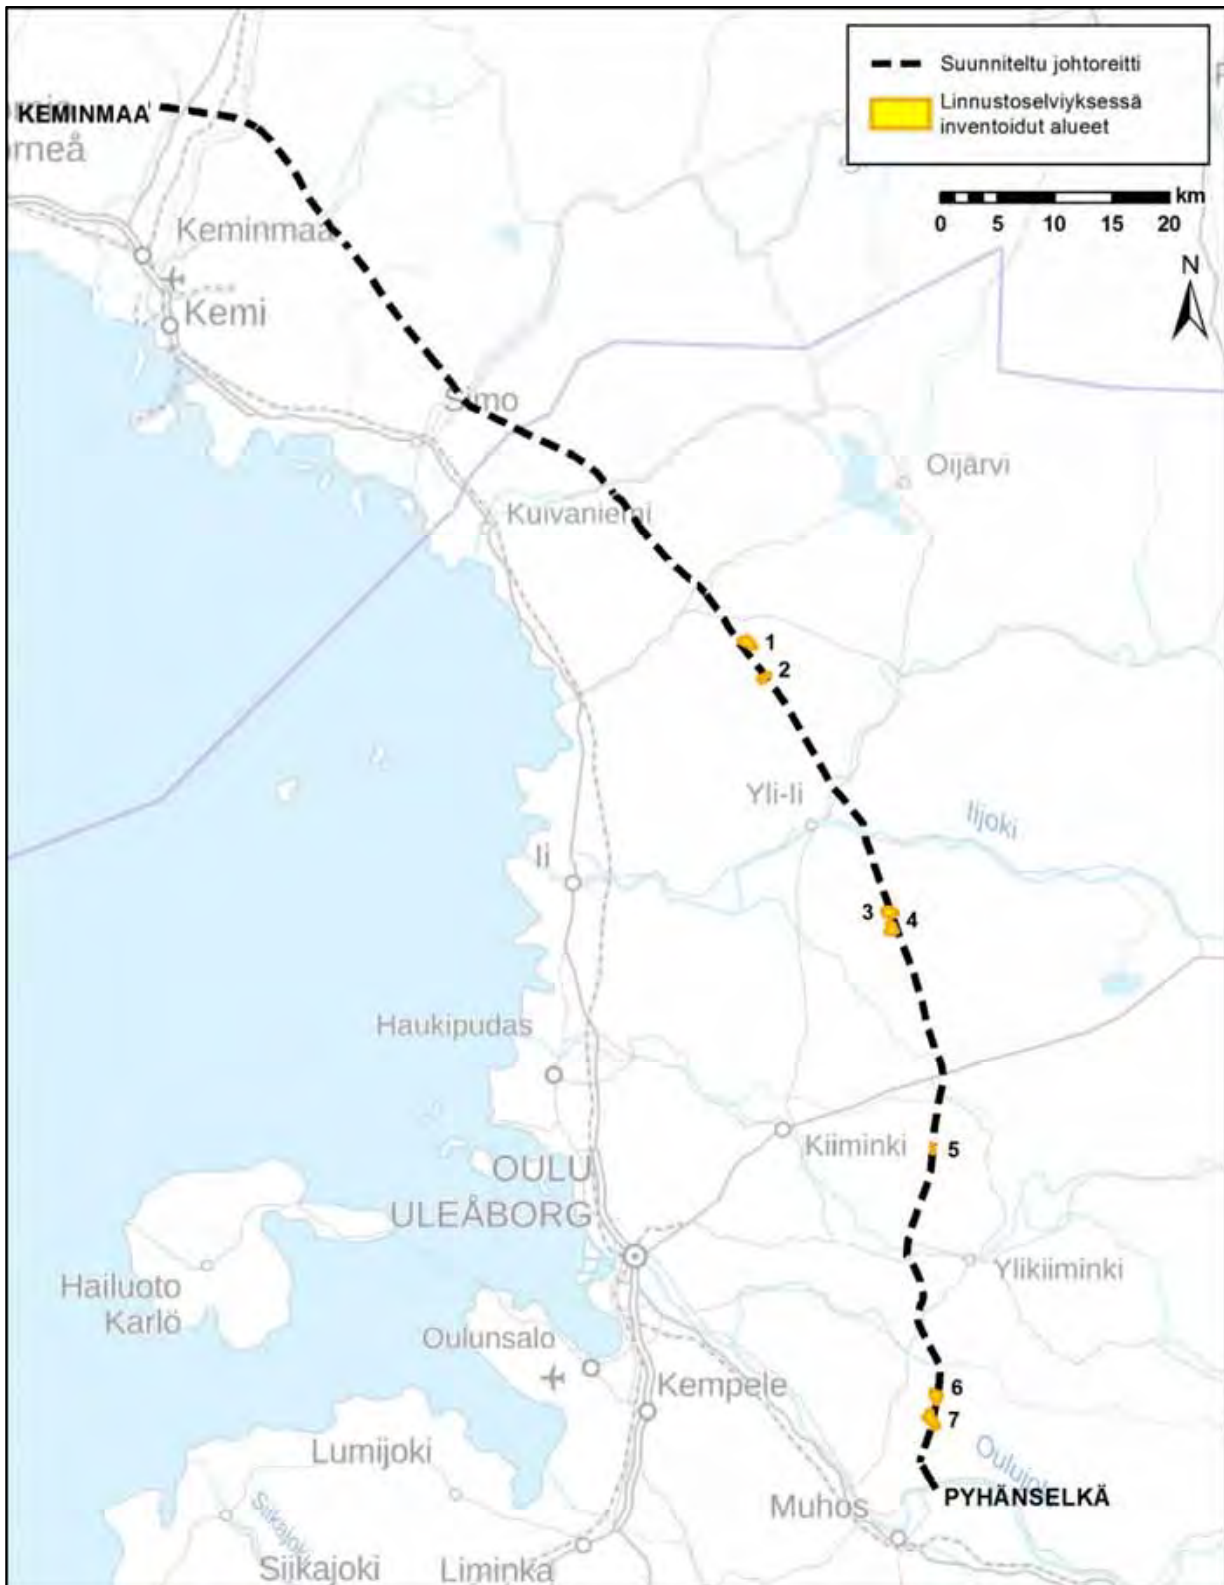 Suunniteltu johtoreitti
Linnustoselviyksessä
inventoidut alueet
km
0 5 10 15 20
N
KEMINMAA
orneå
Keminmaa
Kemi
Simo
Oijärvi
Kuivaniemi
1
2
Yli-Ii
Iijoki
Ii
3
4
Haukipudas
Kiiminki
5
OULU
ULEÅBORG
Ylikiiminki
Hailuoto
Karlö
Oulunsalo
Kempele
6
7
Lumijoki
PYHÄNSELKÄ
Muhos
Siikajoki
Liminka